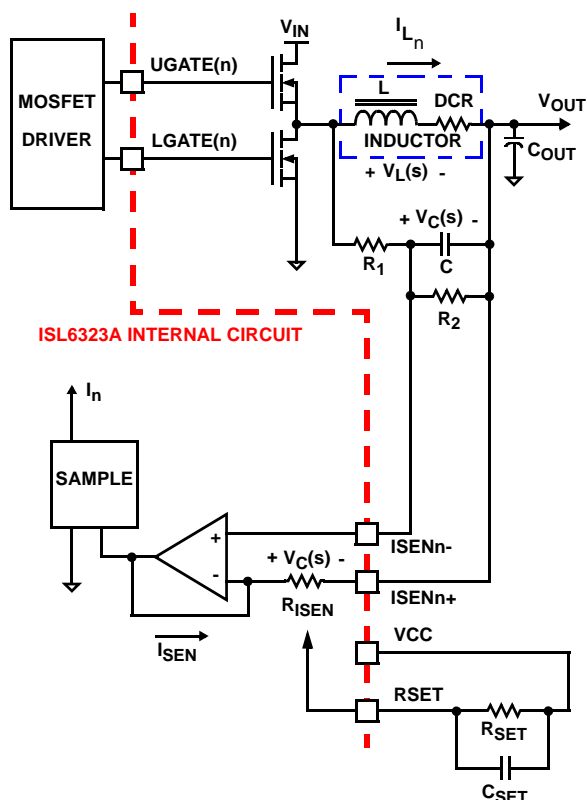 V_IN
I_Ln
UGATE(n)
MOSFET
DRIVER
LGATE(n)
L
DCR
INDUCTOR
V_OUT
C_OUT
+ V_L(s) -
+ V_C(s) -
R_1
C
R_2
ISL6323A INTERNAL CIRCUIT
I_n
SAMPLE
+
-
+ V_C(s) -
R_ISEN
I_SEN
ISENn-
ISENn+
VCC
RSET
R_SET
C_SET